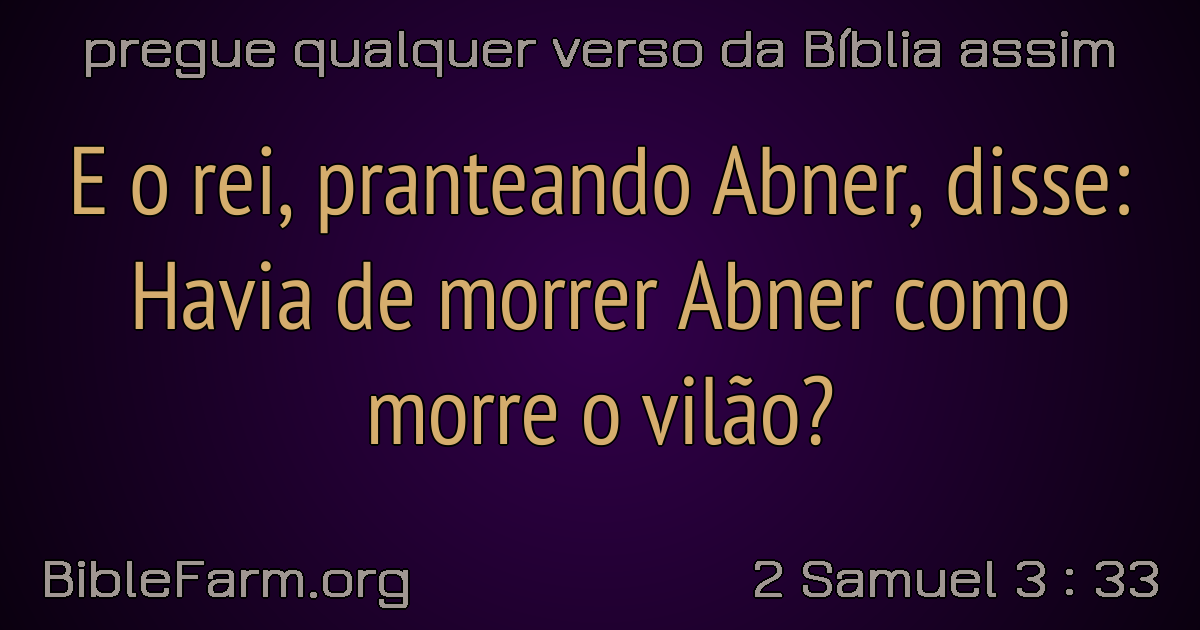 pregue qualquer verso da Bíblia assim
E o rei, pranteando Abner, disse:
Havia de morrer Abner como
morre o vilão?
BibleFarm.org
2 Samuel 3 : 33